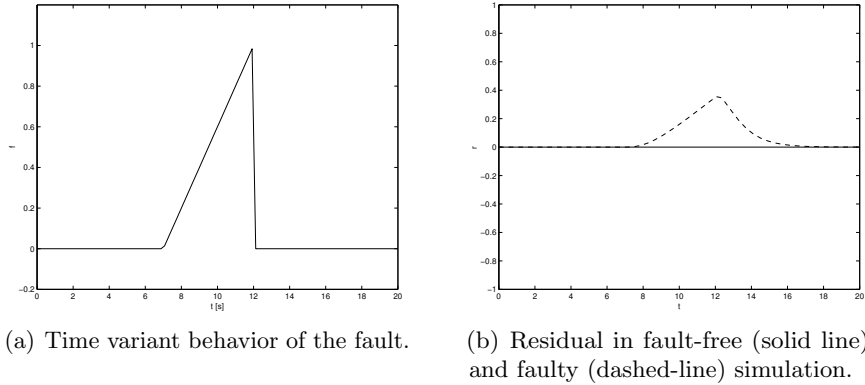 1
0.8
0.6
0.4
0.2
0
−0.2
f
0 2 4 6 8 10 12 14 16 18 20
t [s]
(a) Time variant behavior of the fault.
1
0.8
0.6
0.4
0.2
0
−0.2
−0.4
−0.6
−0.8
−1
r
0 2 4 6 8 10 12 14 16 18 20
t
(b) Residual in fault-free (solid line)
and faulty (dashed-line) simulation.